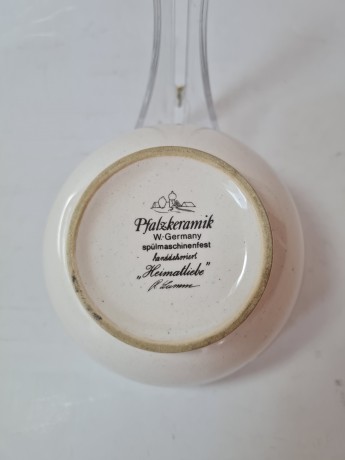 Pfalzkeramik
W.-Germany
spülmaschinenfest
handdekoriert
„Heimatliebe"